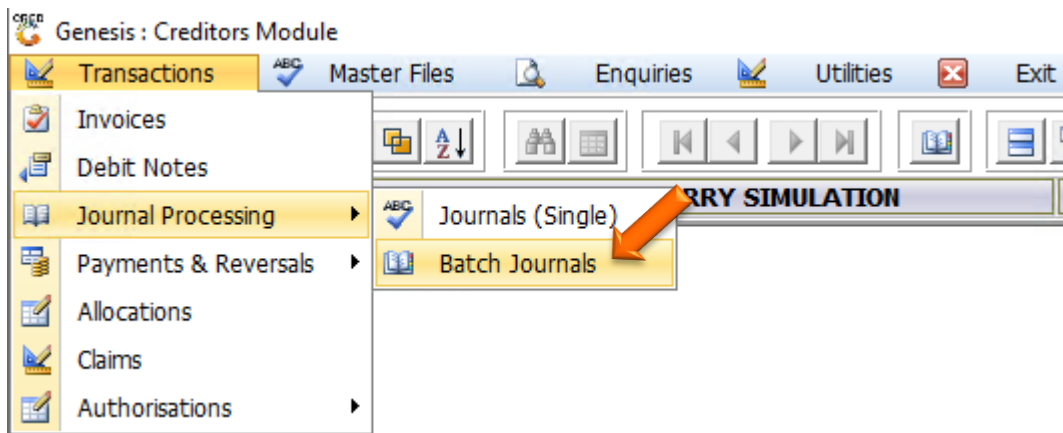 Genesis : Creditors Module
Transactions Master Files Enquiries Utilities Exit
Invoices
Debit Notes
RRY SIMULATION
Journal Processing
Journals (Single)
Payments & Reversals
Batch Journals
Allocations
Claims
Authorisations